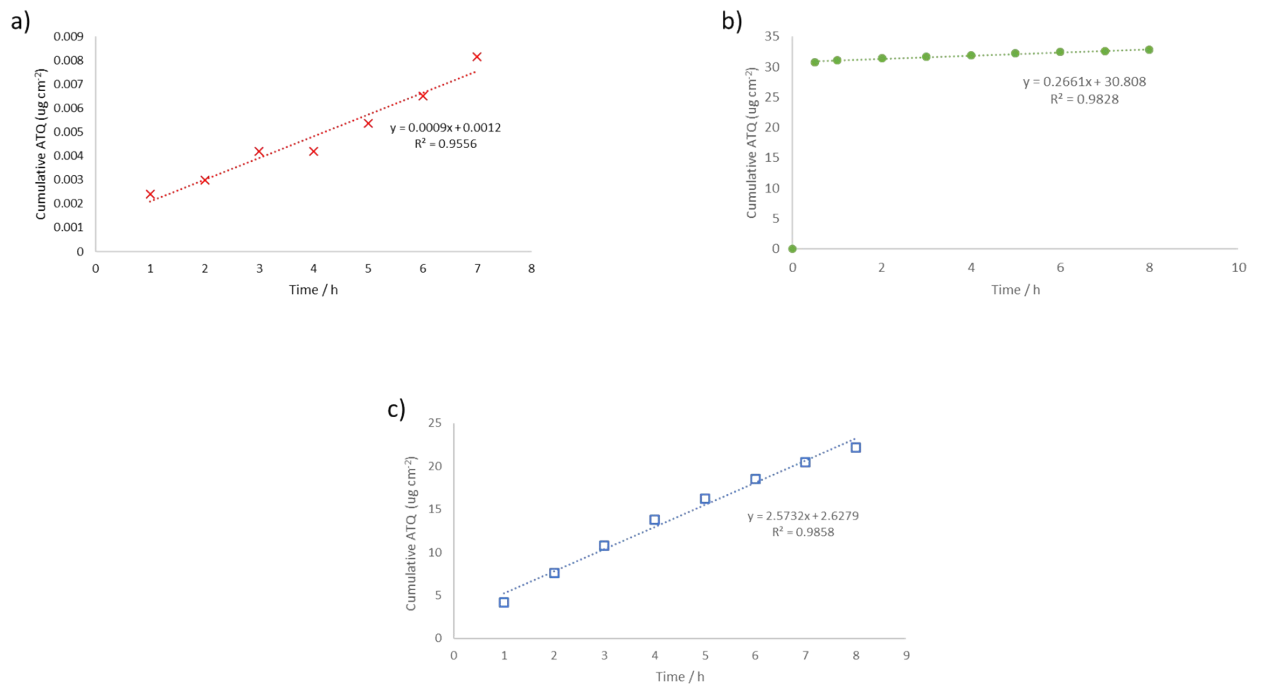 a)
0.009
0.008
0.007
0.006
0.005
0.004
0.003
0.002
0.001
0
Cumulative ATQ (ug cm⁻²)
y = 0.0009x + 0.0012
R² = 0.9556
0 1 2 3 4 5 6 7 8
Time / h
b)
35
30
25
20
15
10
5
0
Cumulative ATQ (ug cm⁻²)
y = 0.2661x + 30.808
R² = 0.9828
0 2 4 6 8 10
Time / h
c)
25
20
15
10
5
0
Cumulative ATQ (ug cm⁻²)
y = 2.5732x + 2.6279
R² = 0.9858
0 1 2 3 4 5 6 7 8 9
Time / h